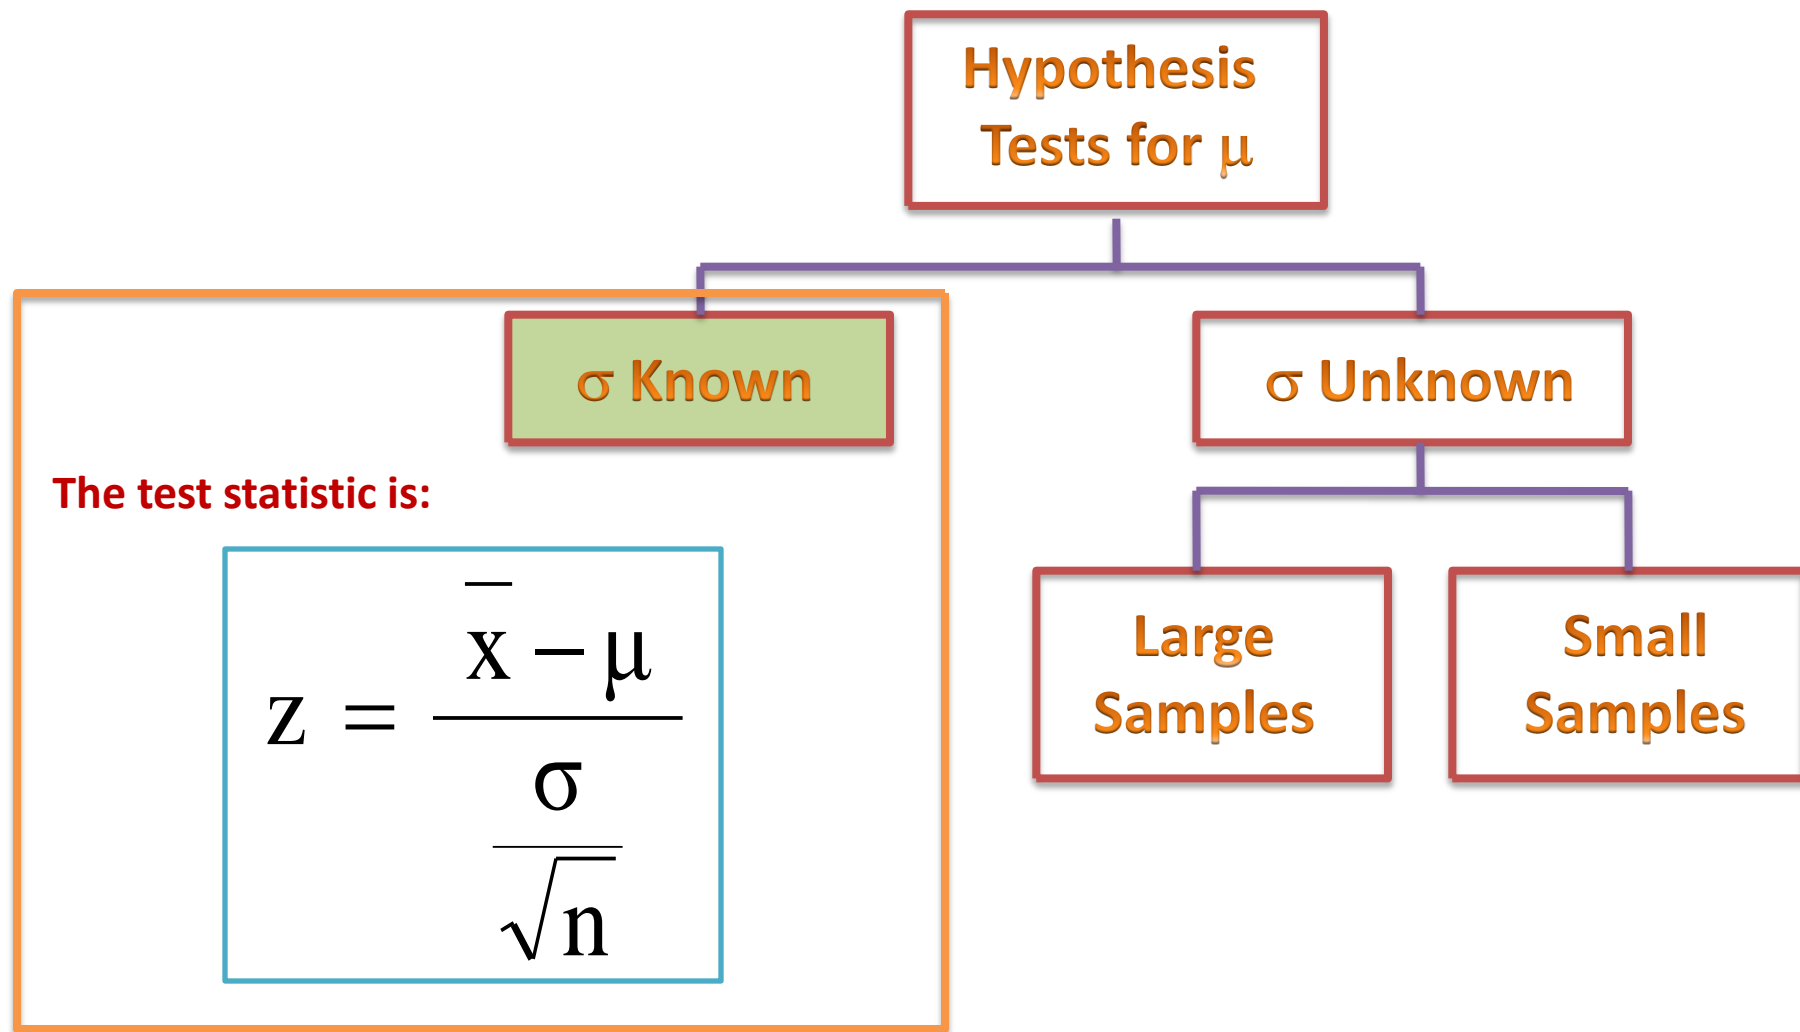 Hypothesis
Tests for μ
σ Known
σ Unknown
The test statistic is:
z = (x̄ − μ) / (σ / √n)
Large
Samples
Small
Samples